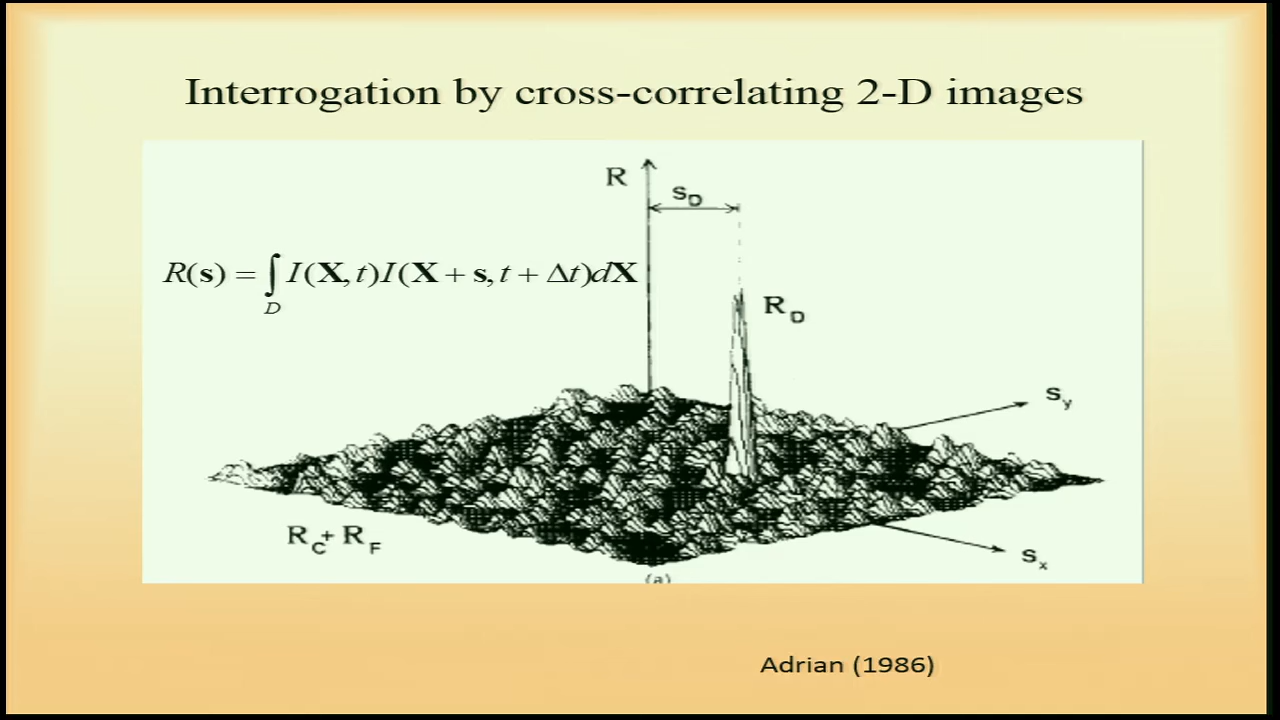 Interrogation by cross-correlating 2-D images
R
s_D
R(s) = ∫_D I(X, t)I(X + s, t + Δt)dX
R_D
s_y
R_C + R_F
s_x
(a)
Adrian (1986)